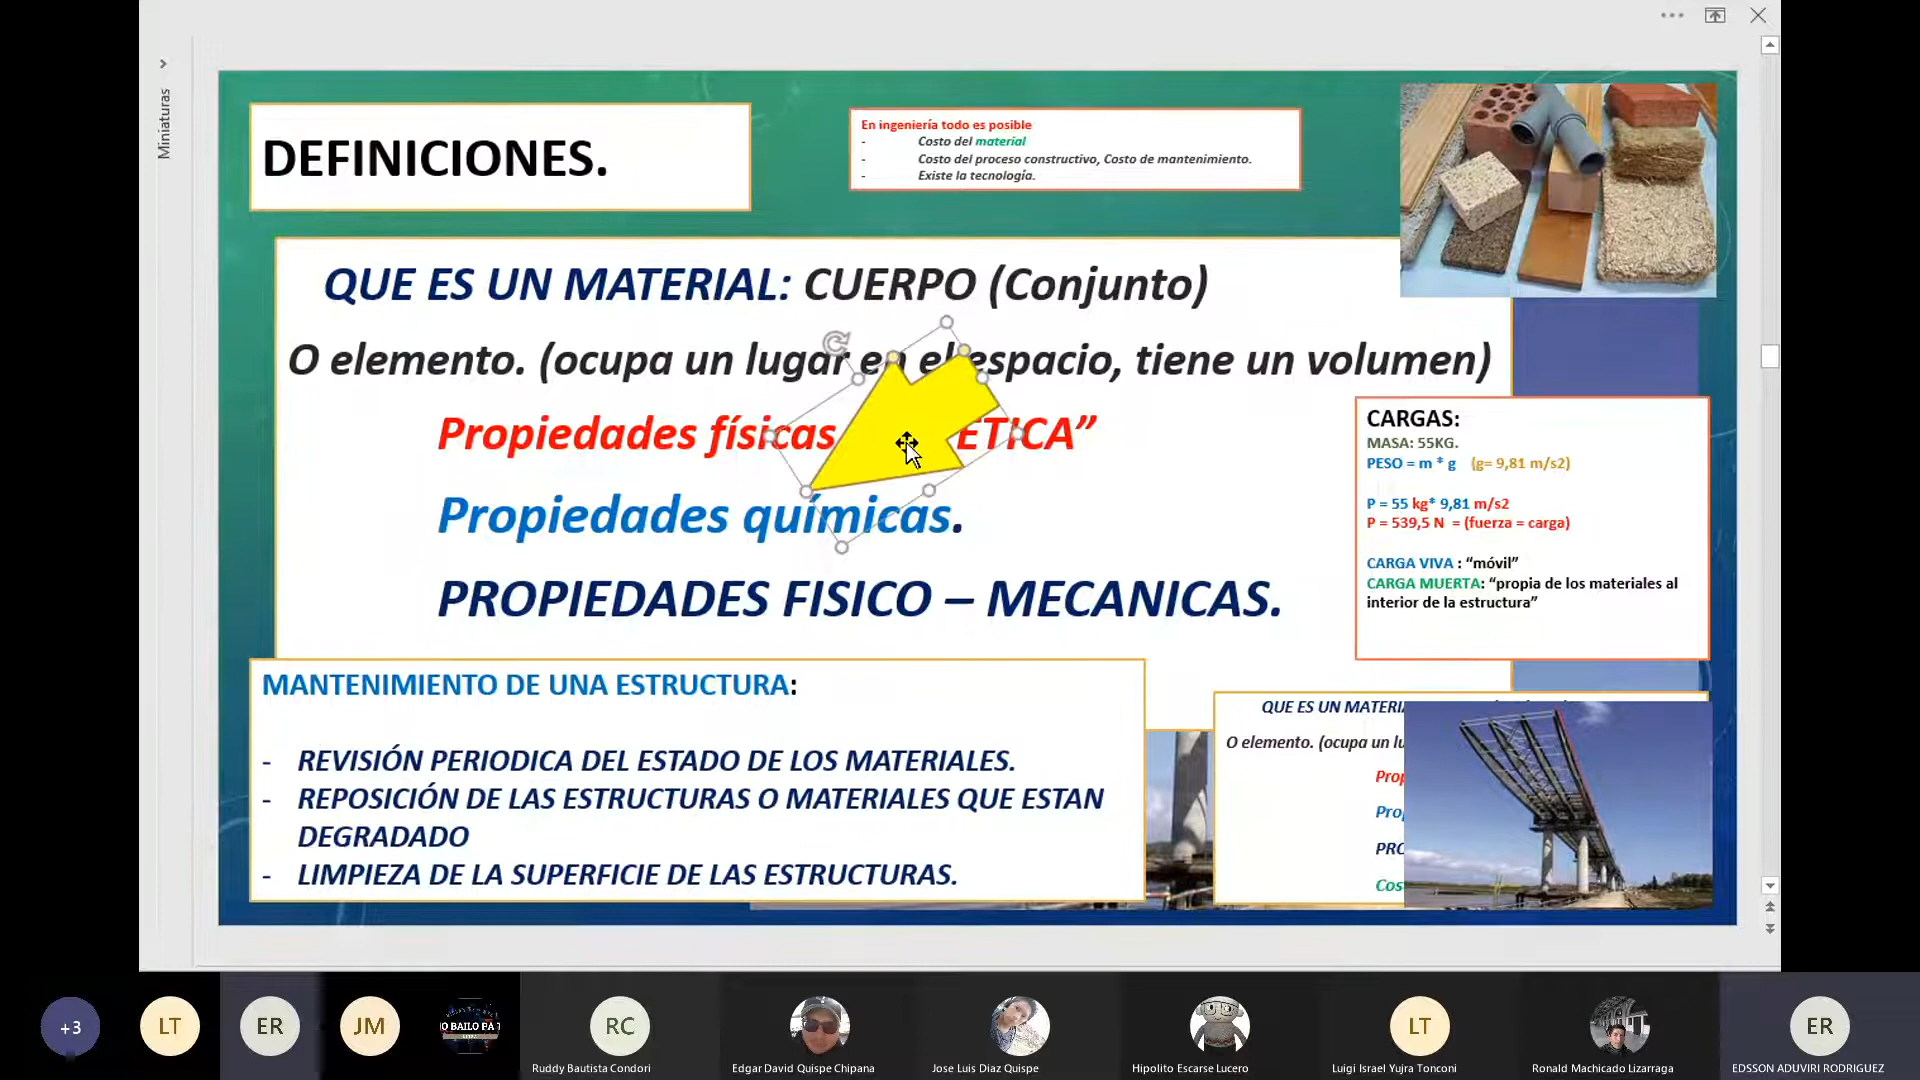 Miniaturas
DEFINICIONES.
En ingeniería todo es posible
- Costo del material
- Costo del proceso constructivo, Costo de mantenimiento.
- Existe la tecnología.
QUE ES UN MATERIAL: CUERPO (Conjunto)
O elemento. (ocupa un lugar en el espacio, tiene un volumen)
Propiedades físicas ETICA”
Propiedades químicas.
PROPIEDADES FISICO – MECANICAS.
CARGAS:
MASA: 55KG.
PESO = m * g (g= 9,81 m/s2)
P = 55 kg* 9,81 m/s2
P = 539,5 N = (fuerza = carga)
CARGA VIVA : “móvil”
CARGA MUERTA: “propia de los materiales al
interior de la estructura”
MANTENIMIENTO DE UNA ESTRUCTURA:
- REVISIÓN PERIODICA DEL ESTADO DE LOS MATERIALES.
- REPOSICIÓN DE LAS ESTRUCTURAS O MATERIALES QUE ESTAN
DEGRADADO
- LIMPIEZA DE LA SUPERFICIE DE LAS ESTRUCTURAS.
QUE ES UN MATERIA
O elemento. (ocupa un lu
Prop
Prop
PRO
Cos
+3
LT
ER
JM
O BAILO PA T
RC
LT
ER
Ruddy Bautista Condori
Edgar David Quispe Chipana
Jose Luis Diaz Quispe
Hipolito Escarse Lucero
Luigi Israel Yujra Tonconi
Ronald Machicado Lizarraga
EDSSON ADUVIRI RODRIGUEZ